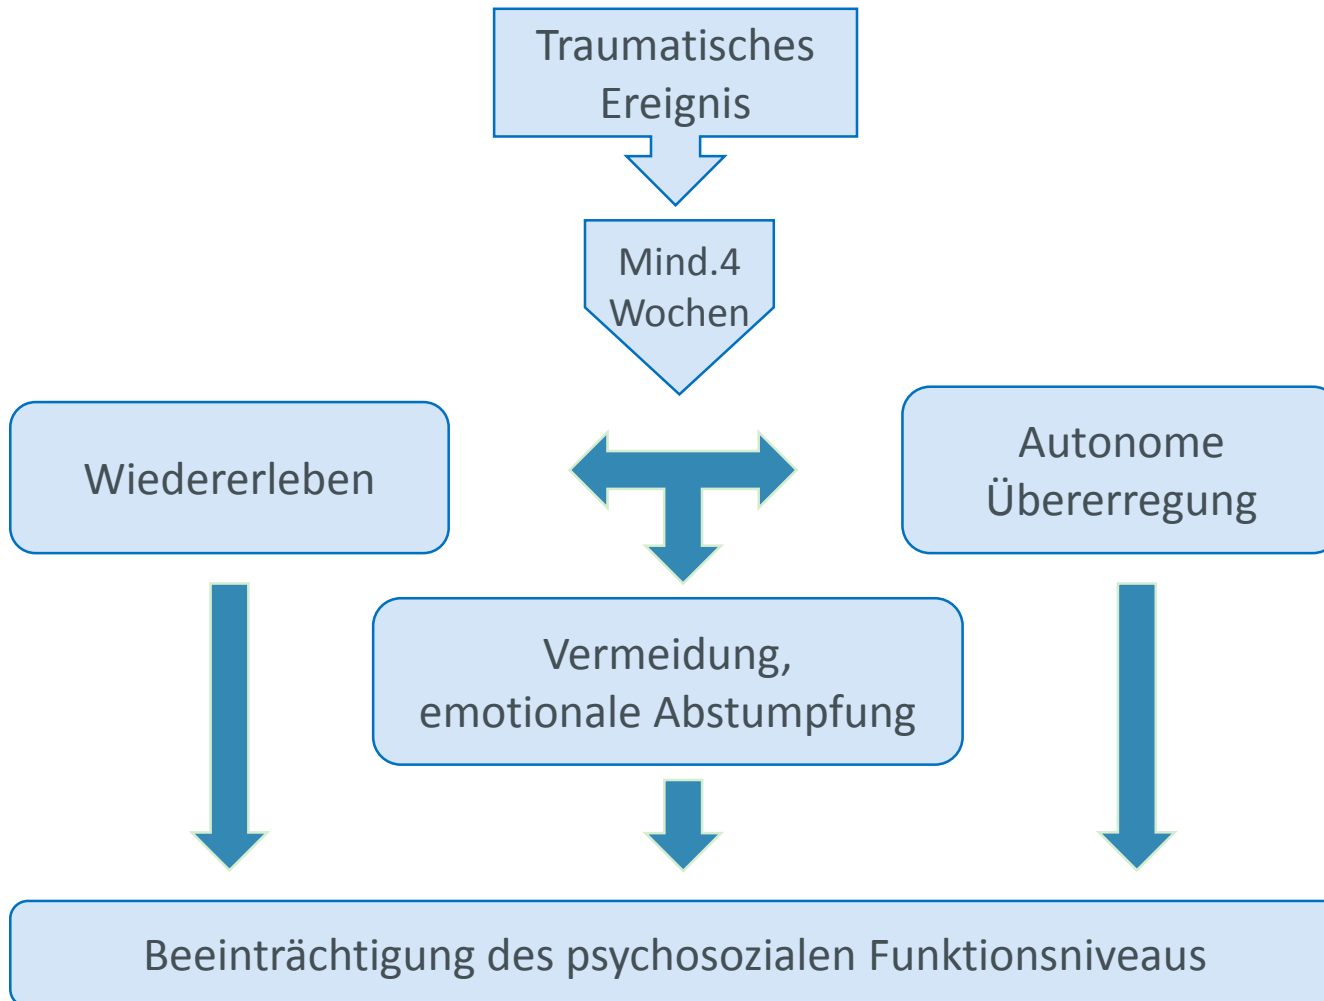 Traumatisches
Ereignis
Mind.4
Wochen
Wiedererleben
Autonome
Übererregung
Vermeidung,
emotionale Abstumpfung
Beeinträchtigung des psychosozialen Funktionsniveaus